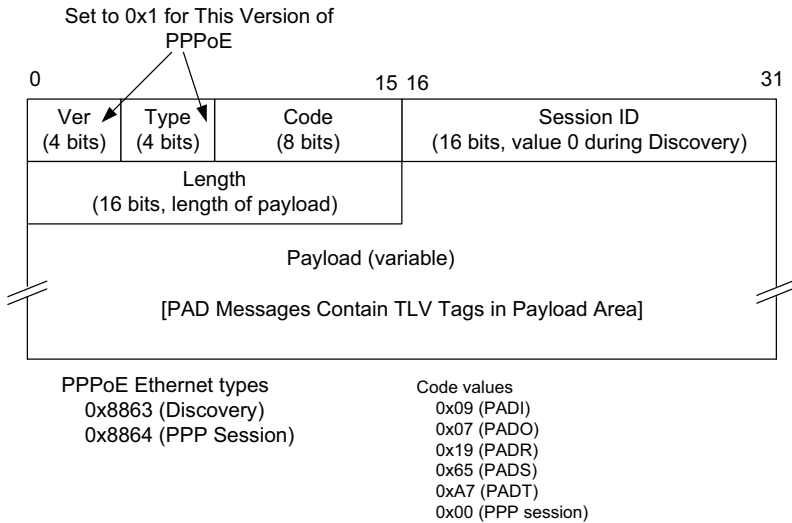 Set to 0x1 for This Version of
PPPoE
0 15 16 31
Ver Type Code Session ID
(4 bits) (4 bits) (8 bits) (16 bits, value 0 during Discovery)
Length
(16 bits, length of payload)
Payload (variable)
[PAD Messages Contain TLV Tags in Payload Area]
PPPoE Ethernet types
0x8863 (Discovery)
0x8864 (PPP Session)
Code values
0x09 (PADI)
0x07 (PADO)
0x19 (PADR)
0x65 (PADS)
0xA7 (PADT)
0x00 (PPP session)